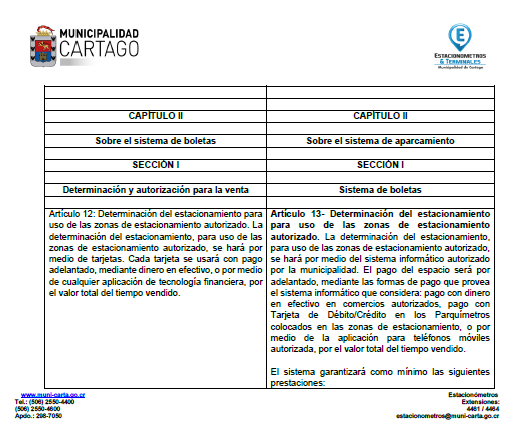 MUNICIPALIDAD
CARTAGO
ESTACIONÓMETROS
& TERMINALES
Municipalidad de Cartago
CAPÍTULO II
Sobre el sistema de boletas
SECCIÓN I
Determinación y autorización para la venta
Artículo 12: Determinación del estacionamiento para
uso de las zonas de estacionamiento autorizado. La
determinación del estacionamiento, para uso de las
zonas de estacionamiento autorizado, se hará por
medio de tarjetas. Cada tarjeta se usará con pago
adelantado, mediante dinero en efectivo, o por medio
de cualquier aplicación de tecnología financiera, por
el valor total del tiempo vendido.
CAPÍTULO II
Sobre el sistema de aparcamiento
SECCIÓN I
Sistema de boletas
Artículo 13- Determinación del estacionamiento
para uso de las zonas de estacionamiento
autorizado. La determinación del estacionamiento,
para uso de las zonas de estacionamiento autorizado,
se hará por medio del sistema informático autorizado
por la municipalidad. El pago del espacio será por
adelantado, mediante las formas de pago que provea
el sistema informático que considera: pago con dinero
en efectivo en comercios autorizados, pago con
Tarjeta de Débito/Crédito en los Parquímetros
colocados en las zonas de estacionamiento, o por
medio de la aplicación para teléfonos móviles
autorizada, por el valor total del tiempo vendido.
El sistema garantizará como mínimo las siguientes
prestaciones:
www.muni-carta.go.cr
Tel.: (506) 2550-4400
(506) 2550-4600
Apdo.: 298-7050
Estacionómetros
Extensiones:
4461 / 4464
estacionometros@muni-carta.go.cr